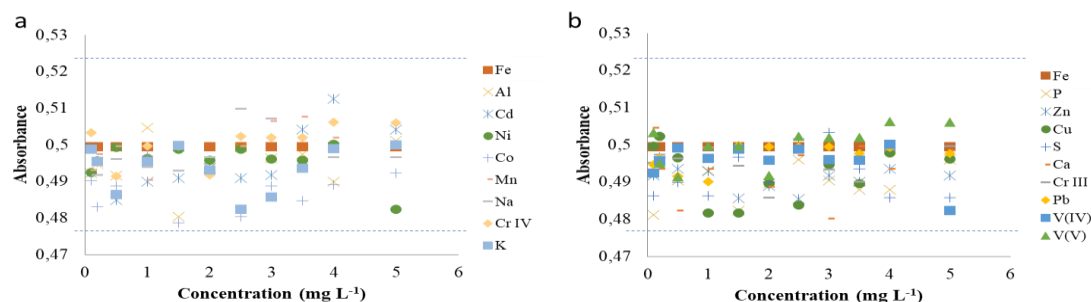 a
0,53
0,52
0,51
0,5
0,49
0,48
0,47
Absorbance
0 1 2 3 4 5 6
Concentration (mg L⁻¹)
Fe
Al
Cd
Ni
Co
Mn
Na
Cr IV
K
b
0,53
0,52
0,51
0,5
0,49
0,48
0,47
Absorbance
0 1 2 3 4 5 6
Concentration (mg L⁻¹)
Fe
P
Zn
Cu
S
Ca
Cr III
Pb
V(IV)
V(V)